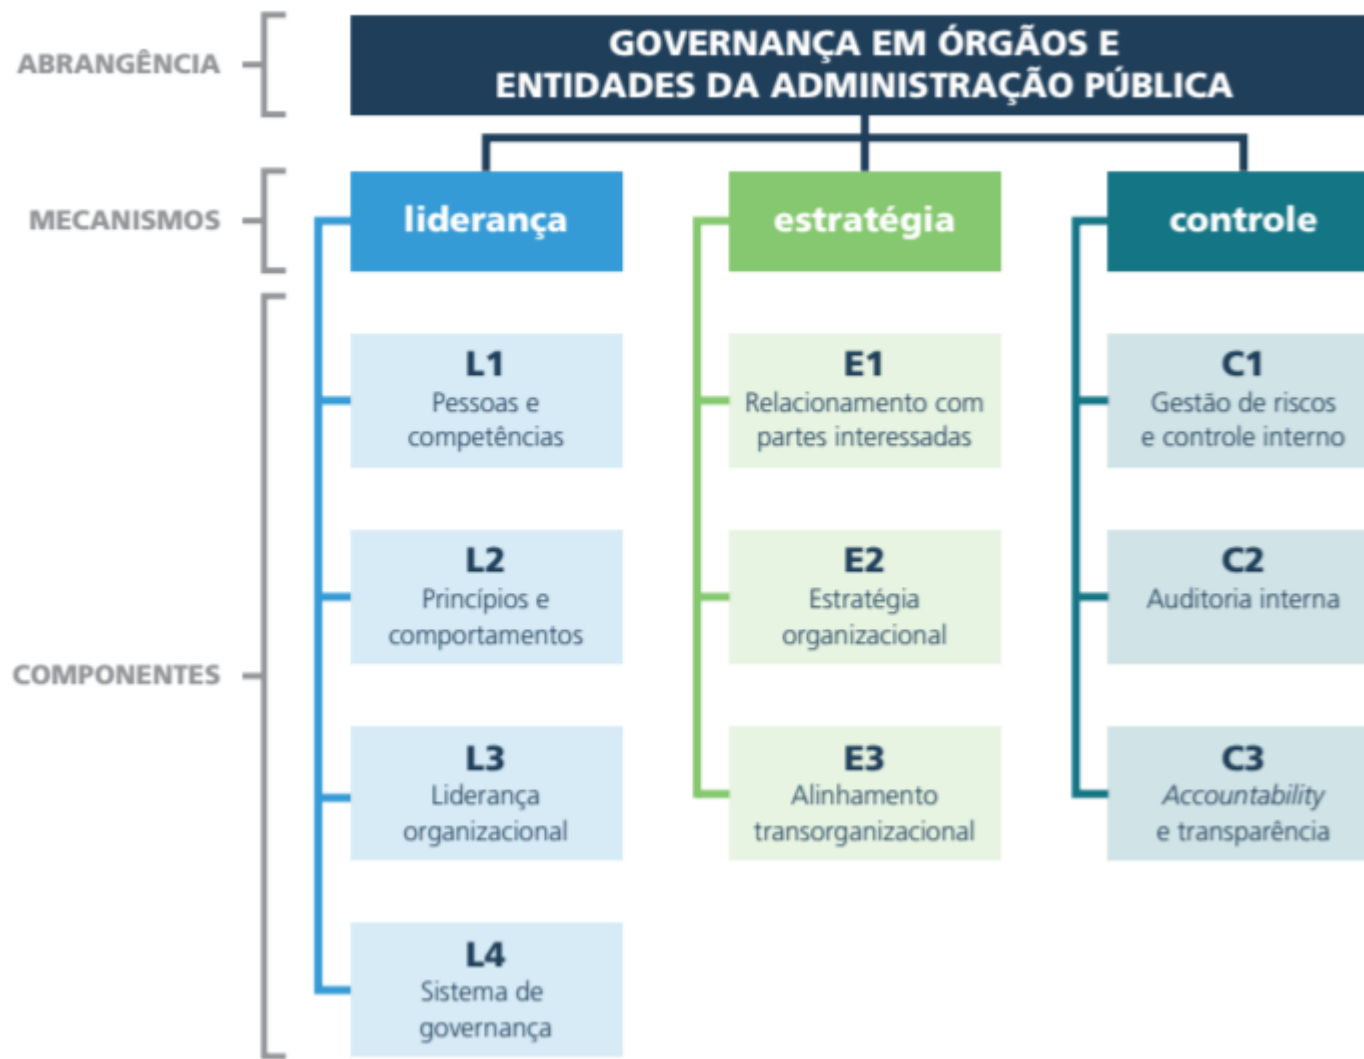 ABRANGÊNCIA
GOVERNANÇA EM ÓRGÃOS E
ENTIDADES DA ADMINISTRAÇÃO PÚBLICA
MECANISMOS
liderança
estratégia
controle
COMPONENTES
L1
Pessoas e
competências
L2
Princípios e
comportamentos
L3
Liderança
organizacional
L4
Sistema de
governança
E1
Relacionamento com
partes interessadas
E2
Estratégia
organizacional
E3
Alinhamento
transorganizacional
C1
Gestão de riscos
e controle interno
C2
Auditoria interna
C3
Accountability
e transparência